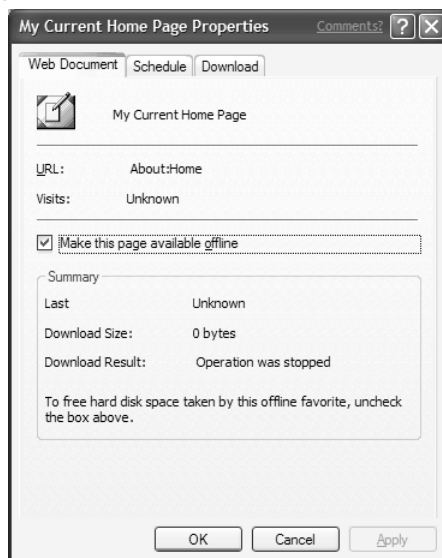 My Current Home Page Properties Comments? ? X
Web Document Schedule Download
My Current Home Page
URL: About:Home
Visits: Unknown
Make this page available offline
Summary
Last Unknown
Download Size: 0 bytes
Download Result: Operation was stopped
To free hard disk space taken by this offline favorite, uncheck
the box above.
OK Cancel Apply